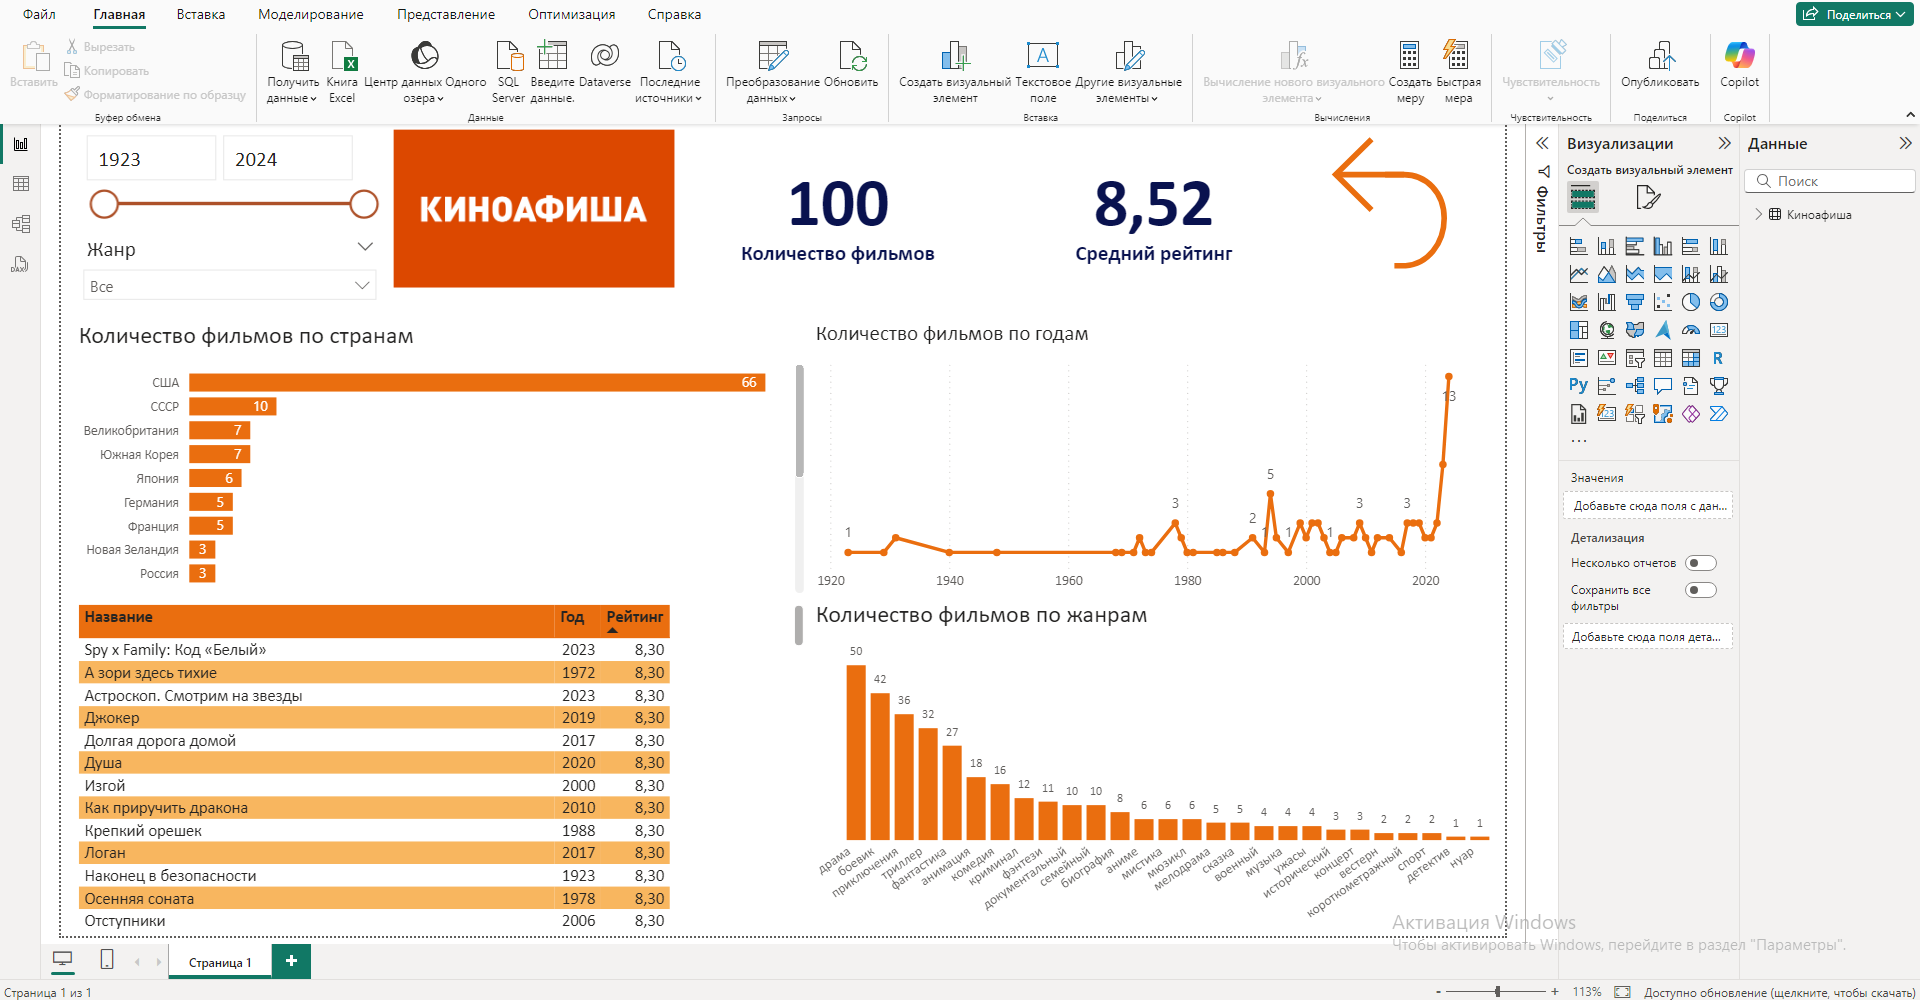 Файл Главная Вставка Моделирование Представление Оптимизация Справка Поделиться
Вставить
Вырезать
Копировать
Форматирование по образцу
Буфер обмена
Получить данные
Книга Excel
Центр данных Одного озера
SQL Server
Введите данные.
Dataverse
Последние источники
Данные
Преобразование данных
Обновить
Запросы
Создать визуальный элемент
Текстовое поле
Другие визуальные элементы
Вставка
Вычисление нового визуального элемента
Создать меру
Быстрая мера
Вычисления
Чувствительность
Чувствительность
Опубликовать
Поделиться
Copilot
Copilot
1923 2024
Жанр
Все
КИНОАФИША
100
Количество фильмов
8,52
Средний рейтинг
Количество фильмов по странам
США 66
СССР 10
Великобритания 7
Южная Корея 7
Япония 6
Германия 5
Франция 5
Новая Зеландия 3
Россия 3
Количество фильмов по годам
1 3 2 1 5 1 3 1 3 13
1920 1940 1960 1980 2000 2020
Название Год Рейтинг
Spy x Family: Код «Белый» 2023 8,30
А зори здесь тихие 1972 8,30
Астроскоп. Смотрим на звезды 2023 8,30
Джокер 2019 8,30
Долгая дорога домой 2017 8,30
Душа 2020 8,30
Изгой 2000 8,30
Как приручить дракона 2010 8,30
Крепкий орешек 1988 8,30
Логан 2017 8,30
Наконец в безопасности 1923 8,30
Осенняя соната 1978 8,30
Отступники 2006 8,30
Количество фильмов по жанрам
50 42 36 32 27 18 16 12 11 10 10 8 6 6 6 5 5 4 4 4 3 3 2 2 2 1 1
драма боевик приключения триллер фантастика анимация комедия криминал фэнтези документальный семейный биография аниме мистика мюзикл мелодрама сказка военный музыка ужасы исторический концерт вестерн короткометражный спорт детектив нуар
Фильтры
Визуализации
Создать визуальный элемент
123
R
Py
123
...
Значения
Добавьте сюда поля с дан...
Детализация
Несколько отчетов
Сохранить все фильтры
Добавьте сюда поля дета...
Данные
Поиск
Киноафиша
DAX
Активация Windows
Чтобы активировать Windows, перейдите в раздел "Параметры".
Страница 1
+
Страница 1 из 1
- + 113%
Доступно обновление (щелкните, чтобы скачать)